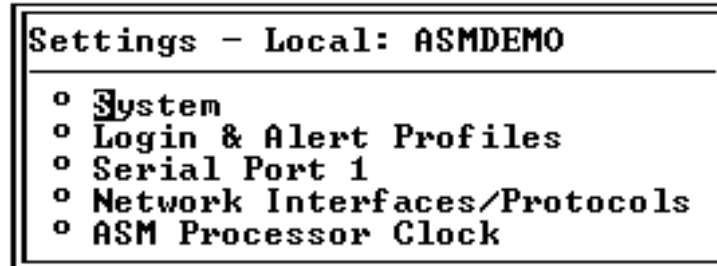 Settings - Local: ASMDEMO
° System
° Login & Alert Profiles
° Serial Port 1
° Network Interfaces/Protocols
° ASM Processor Clock